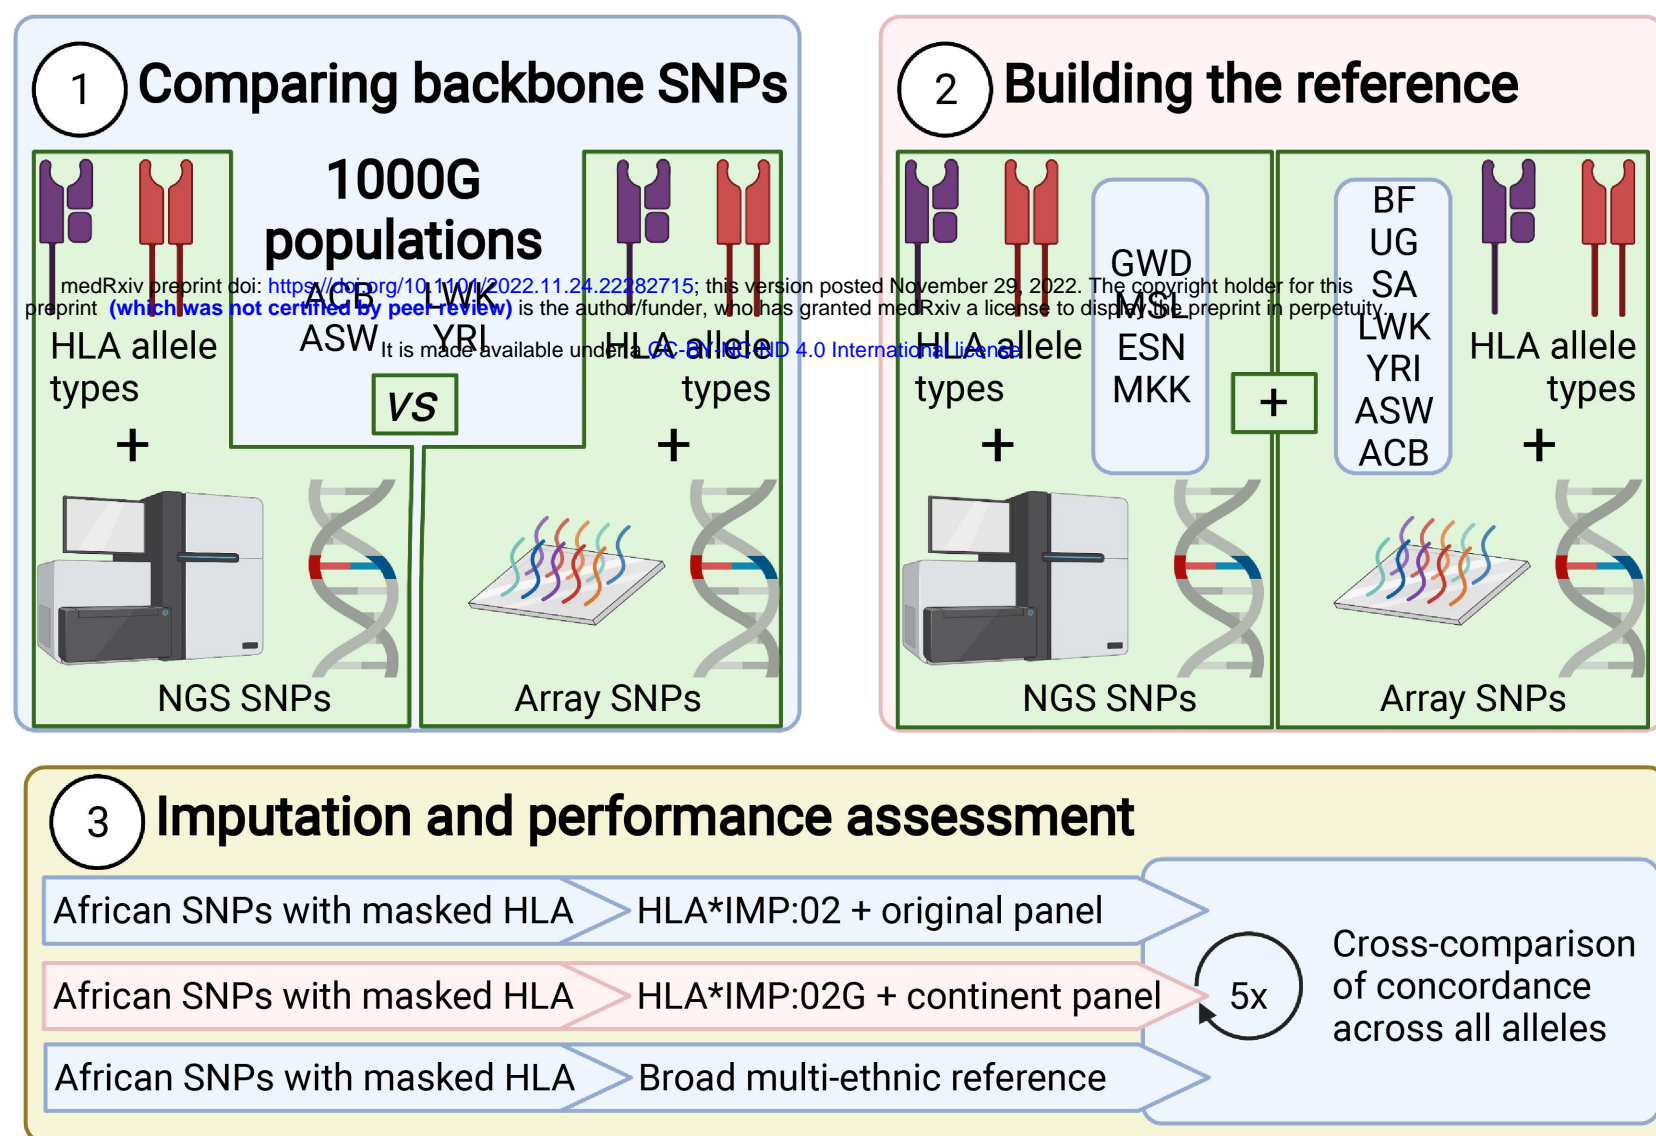 1 Comparing backbone SNPs
1000G
populations
ACB LWK
ASW YRI
HLA allele
types
+
NGS SNPs
VS
HLA allele
types
+
Array SNPs
2 Building the reference
HLA allele
types
+
GWD
MSL
ESN
MKK
NGS SNPs
+
BF
UG
SA
LWK
YRI
ASW
ACB
HLA allele
types
+
Array SNPs
medRxiv preprint doi: https://doi.org/10.1101/2022.11.24.22282715; this version posted November 29, 2022. The copyright holder for this
preprint (which was not certified by peer review) is the author/funder, who has granted medRxiv a license to display the preprint in perpetuity.
It is made available under a CC-BY-NC-ND 4.0 International license
3 Imputation and performance assessment
African SNPs with masked HLA HLA*IMP:02 + original panel
African SNPs with masked HLA HLA*IMP:02G + continent panel
African SNPs with masked HLA Broad multi-ethnic reference
5x
Cross-comparison
of concordance
across all alleles